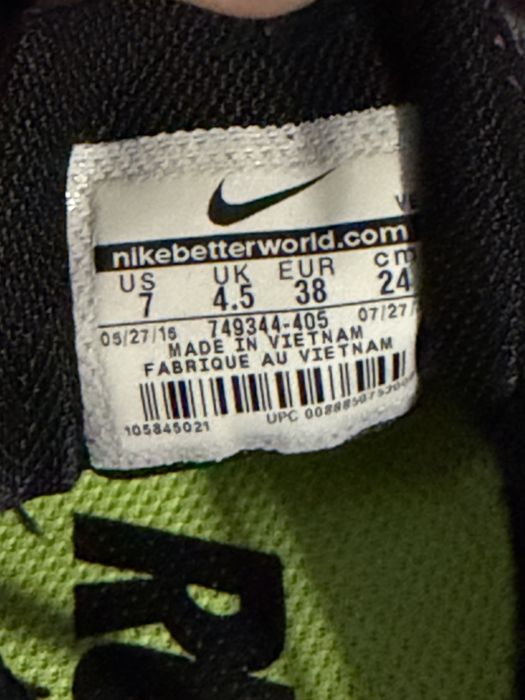 nikebetterworld.com
US UK EUR cm
7 4.5 38 24
05/27/16 749344-405 07/27/
MADE IN VIETNAM
FABRIQUE AU VIETNAM
105845021 UPC
R